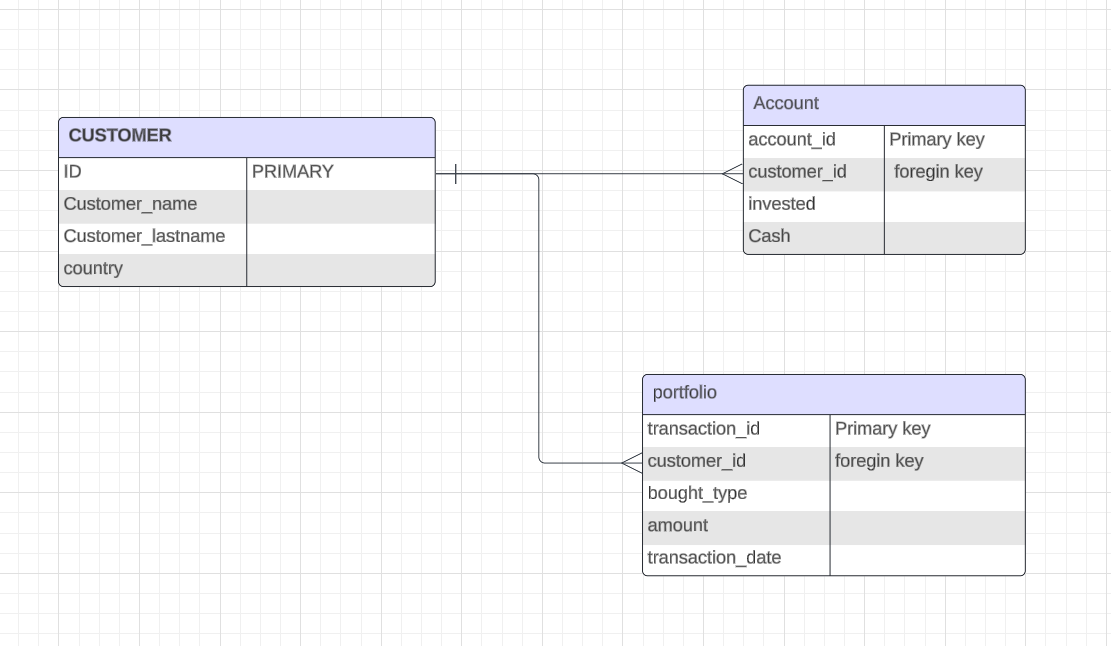 CUSTOMER
ID PRIMARY
Customer_name
Customer_lastname
country
Account
account_id Primary key
customer_id foregin key
invested
Cash
portfolio
transaction_id Primary key
customer_id foregin key
bought_type
amount
transaction_date